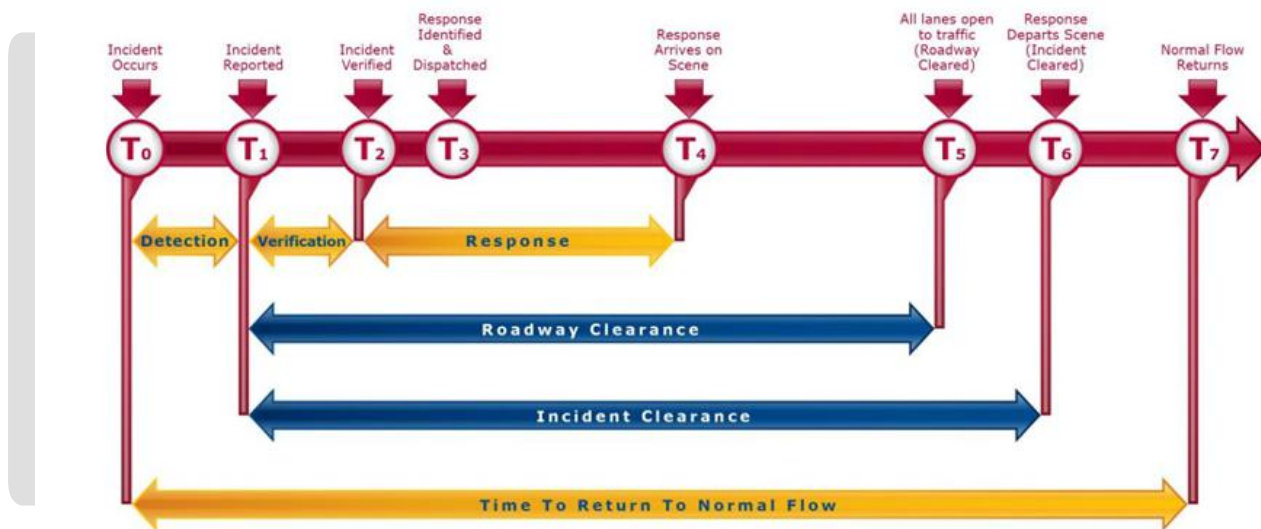 Incident
Occurs
Incident
Reported
Incident
Verified
Response
Identified
&
Dispatched
Response
Arrives on
Scene
All lanes open
to traffic
(Roadway
Cleared)
Response
Departs Scene
(Incident
Cleared)
Normal Flow
Returns
T0
T1
T2
T3
T4
T5
T6
T7
Detection
Verification
Response
Roadway Clearance
Incident Clearance
Time To Return To Normal Flow